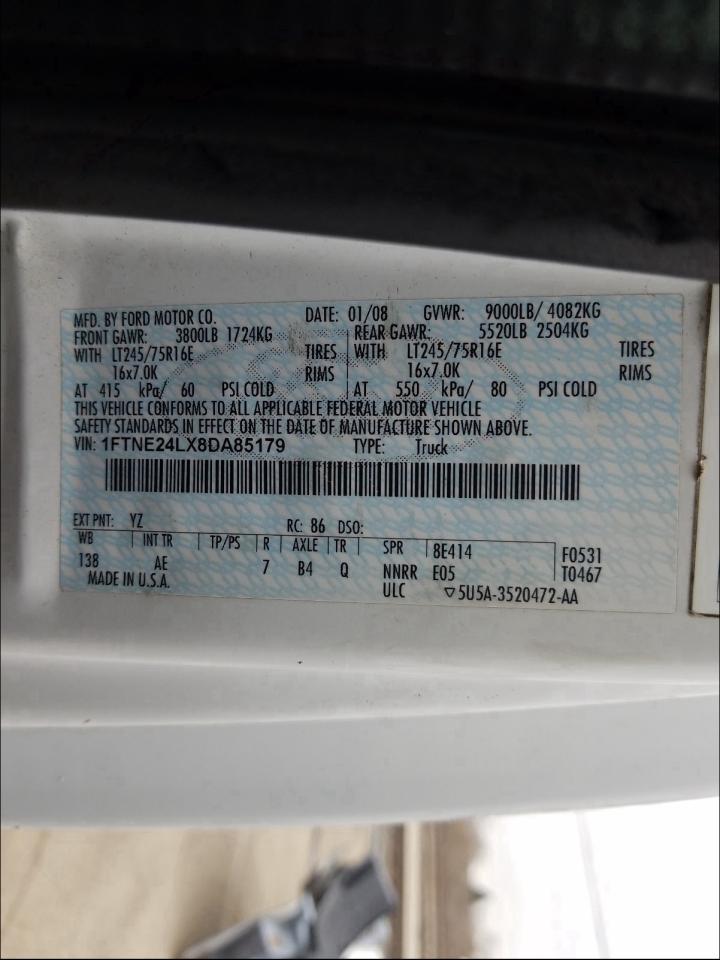 MFD. BY FORD MOTOR CO. DATE: 01/08 GVWR: 9000LB/ 4082KG
FRONT GAWR: 3800LB 1724KG REAR GAWR: 5520LB 2504KG
WITH LT245/75R16E TIRES WITH LT245/75R16E TIRES
16x7.0K RIMS 16x7.0K RIMS
AT 415 kPa/ 60 PSI COLD AT 550 kPa/ 80 PSI COLD
THIS VEHICLE CONFORMS TO ALL APPLICABLE FEDERAL MOTOR VEHICLE
SAFETY STANDARDS IN EFFECT ON THE DATE OF MANUFACTURE SHOWN ABOVE.
VIN: 1FTNE24LX8DA85179 TYPE: Truck
EXT PNT: YZ RC: 86 DSO:
WB INT TR TP/PS R AXLE TR SPR 8E414 F0531
138 AE 7 B4 Q NNRR E05 T0467
MADE IN U.S.A. ULC ▽5U5A-3520472-AA